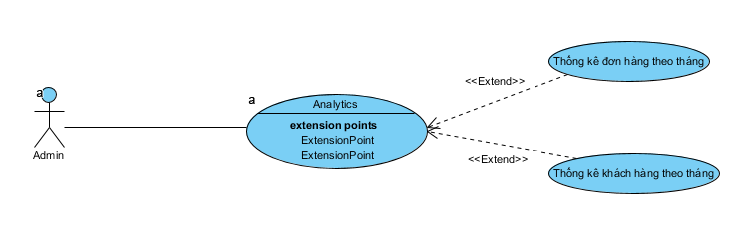 Thống kê đơn hàng theo tháng
<<Extend>>
a
a
Analytics
extension points
ExtensionPoint
ExtensionPoint
Admin
<<Extend>>
Thống kê khách hàng theo tháng